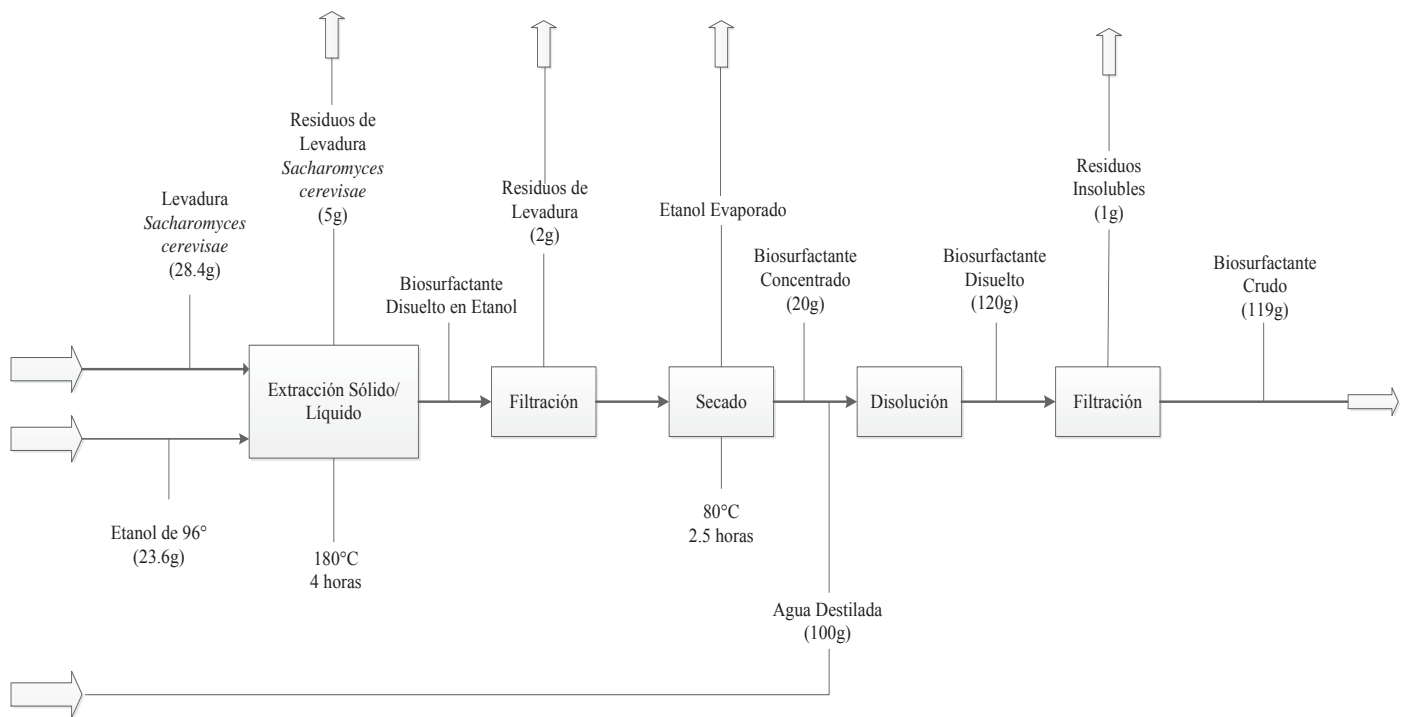 Residuos de
Levadura
Sacharomyces
cerevisae
(5g)
Residuos de
Levadura
(2g)
Etanol Evaporado
Residuos
Insolubles
(1g)
Levadura
Sacharomyces
cerevisae
(28.4g)
Biosurfactante
Disuelto en Etanol
Biosurfactante
Concentrado
(20g)
Biosurfactante
Disuelto
(120g)
Biosurfactante
Crudo
(119g)
Extracción Sólido/
Líquido
Filtración
Secado
Disolución
Filtración
Etanol de 96°
(23.6g)
180°C
4 horas
80°C
2.5 horas
Agua Destilada
(100g)